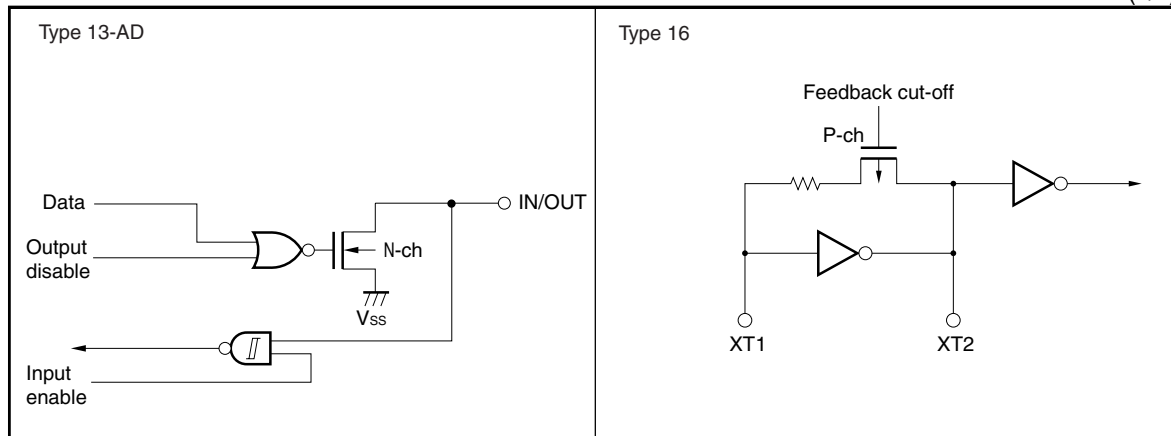 Type 13-AD
Data
Output
disable
N-ch
IN/OUT
VSS
Input
enable
Type 16
Feedback cut-off
P-ch
XT1
XT2